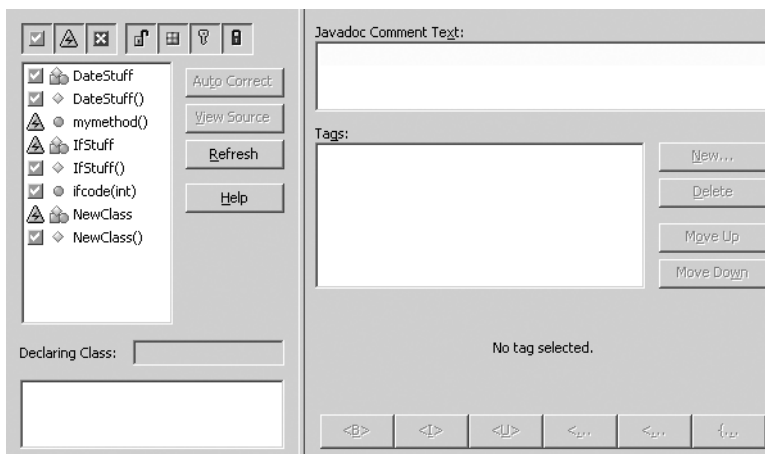 Javadoc Comment Text:
DateStuff
DateStuff()
mymethod()
IfStuff
IfStuff()
ifcode(int)
NewClass
NewClass()
Auto Correct
View Source
Refresh
Help
Tags:
New...
Delete
Move Up
Move Down
Declaring Class:
No tag selected.
<B>
<I>
<U>
<...
<...
{...